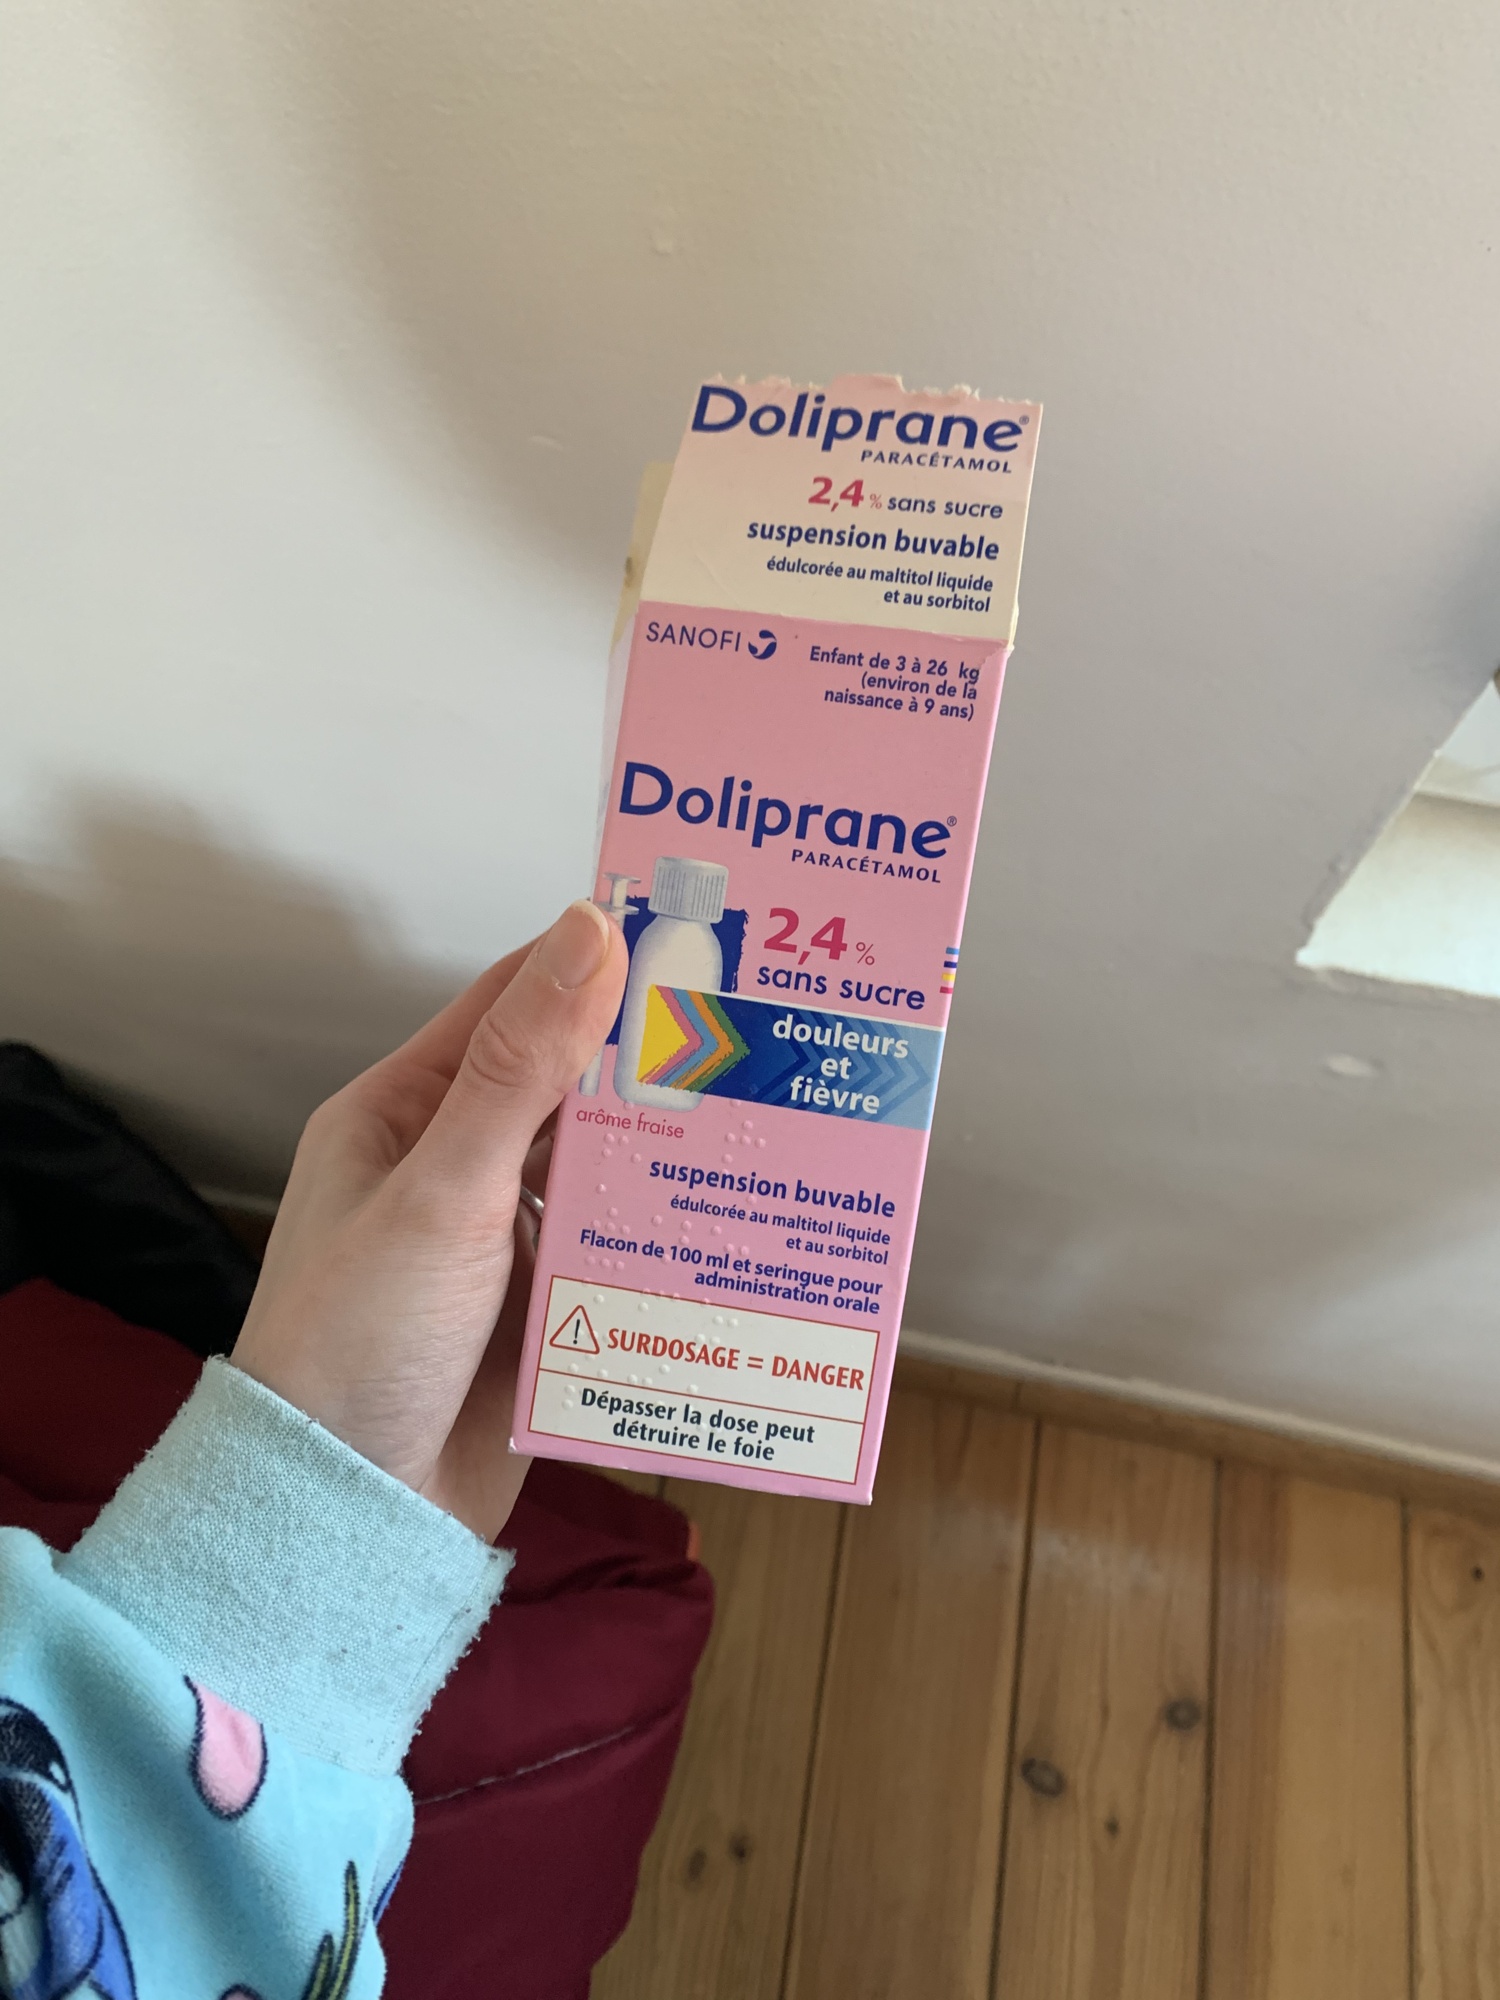 Doliprane®
PARACÉTAMOL
2,4% sans sucre
suspension buvable
édulcorée au maltitol liquide
et au sorbitol
SANOFI
Enfant de 3 à 26 kg
(environ de la
naissance à 9 ans)
Doliprane®
PARACÉTAMOL
2,4%
sans sucre
douleurs
et
fièvre
arôme fraise
suspension buvable
édulcorée au maltitol liquide
et au sorbitol
Flacon de 100 ml et seringue pour
administration orale
SURDOSAGE = DANGER
Dépasser la dose peut
détruire le foie